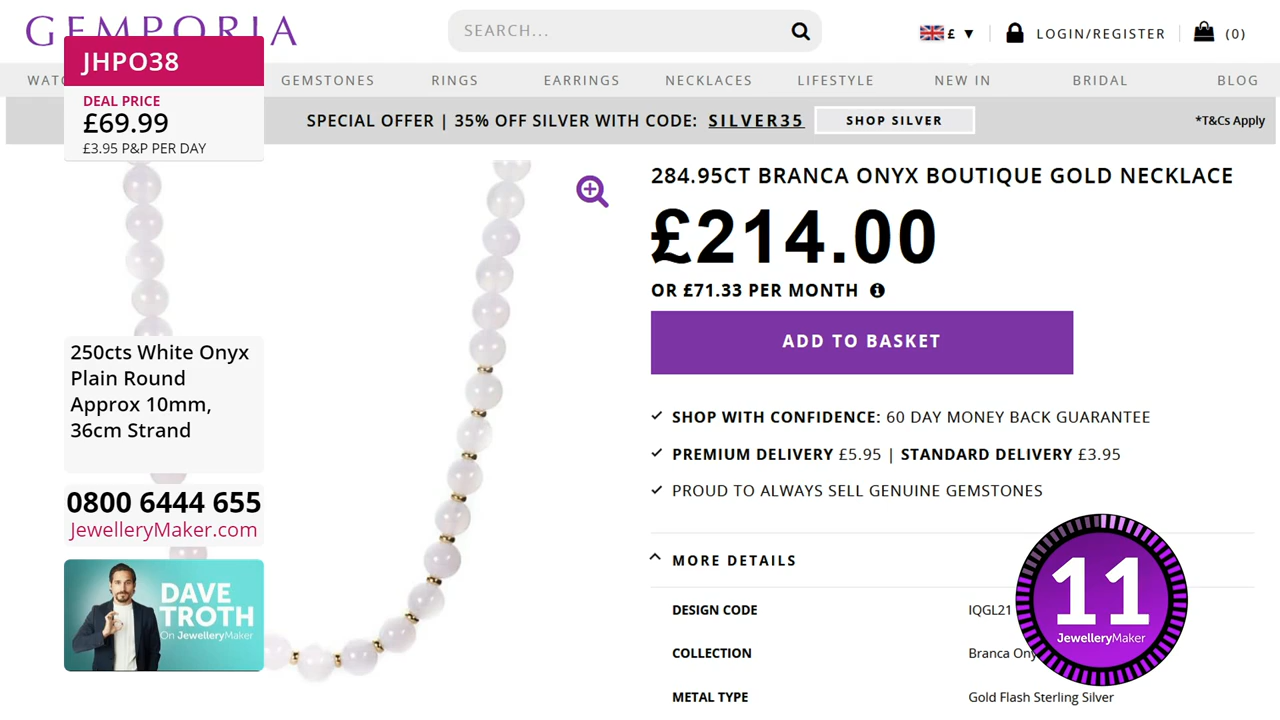 GEMPORIA
SEARCH...
£
LOGIN/REGISTER
(0)
JHPO38
DEAL PRICE
£69.99
£3.95 P&P PER DAY
GEMSTONES
RINGS
EARRINGS
NECKLACES
LIFESTYLE
NEW IN
BRIDAL
BLOG
SPECIAL OFFER | 35% OFF SILVER WITH CODE: SILVER35
SHOP SILVER
*T&Cs Apply
284.95CT BRANCA ONYX BOUTIQUE GOLD NECKLACE
£214.00
OR £71.33 PER MONTH
ADD TO BASKET
SHOP WITH CONFIDENCE: 60 DAY MONEY BACK GUARANTEE
PREMIUM DELIVERY £5.95 | STANDARD DELIVERY £3.95
PROUD TO ALWAYS SELL GENUINE GEMSTONES
MORE DETAILS
DESIGN CODE
IQGL21
COLLECTION
Branca
METAL TYPE
Gold Flash Sterling Silver
250cts White Onyx
Plain Round
Approx 10mm,
36cm Strand
0800 6444 655
JewelleryMaker.com
DAVE
TROTH
On JewelleryMaker
11
JewelleryMaker